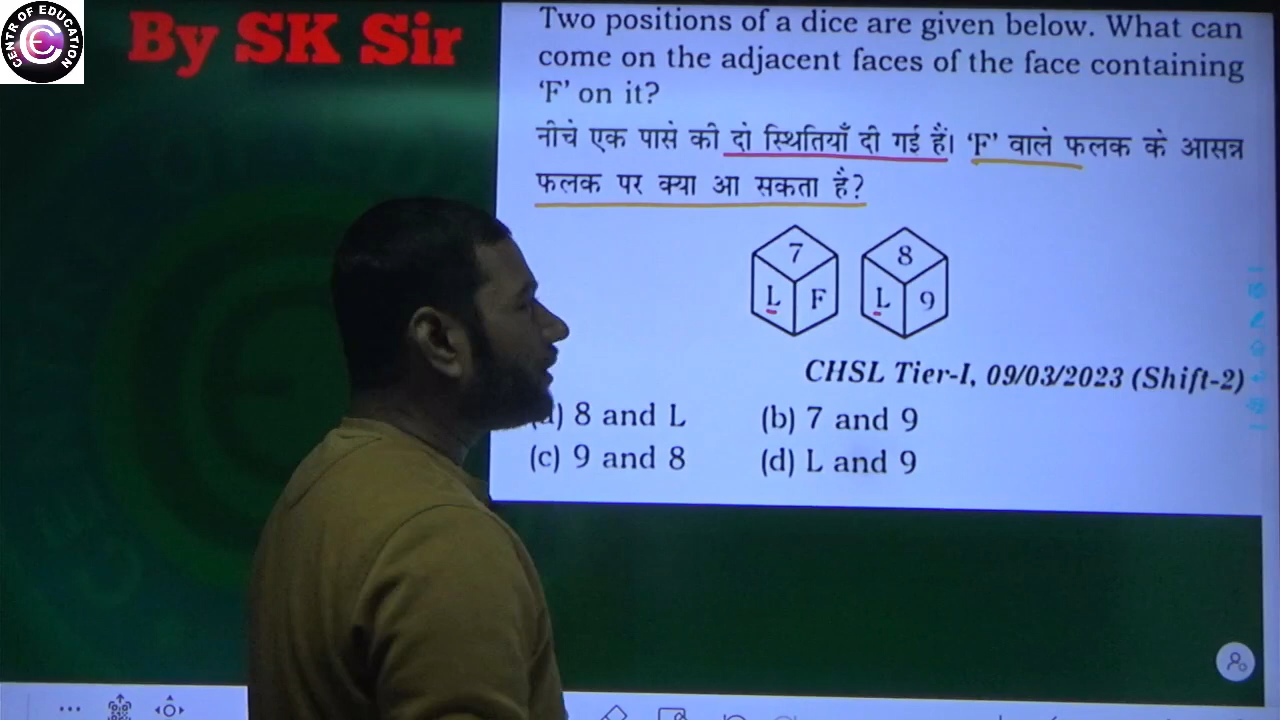 CENTR OF EDUCATION
By SK Sir
Two positions of a dice are given below. What can
come on the adjacent faces of the face containing
‘F’ on it?
नीचे एक पासे की दो स्थितियाँ दी गई हैं। ‘F’ वाले फलक के आसन्न
फलक पर क्या आ सकता है?
7 8
L F L 9
CHSL Tier-I, 09/03/2023 (Shift-2)
8 and L (b) 7 and 9
(c) 9 and 8 (d) L and 9